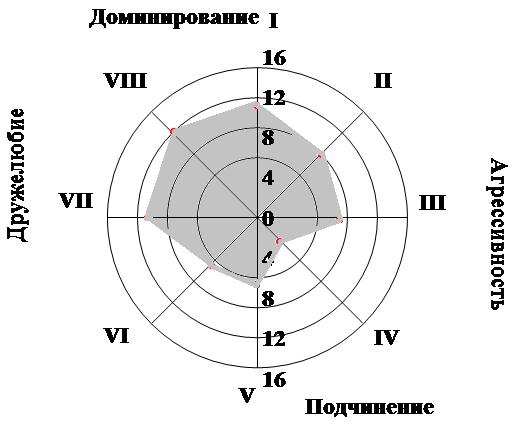 Доминирование I
16
VIII
II
12
8
Дружелюбие
4
VII
0
III
Агрессивность
4
8
VI
12
IV
16
V
Подчинение